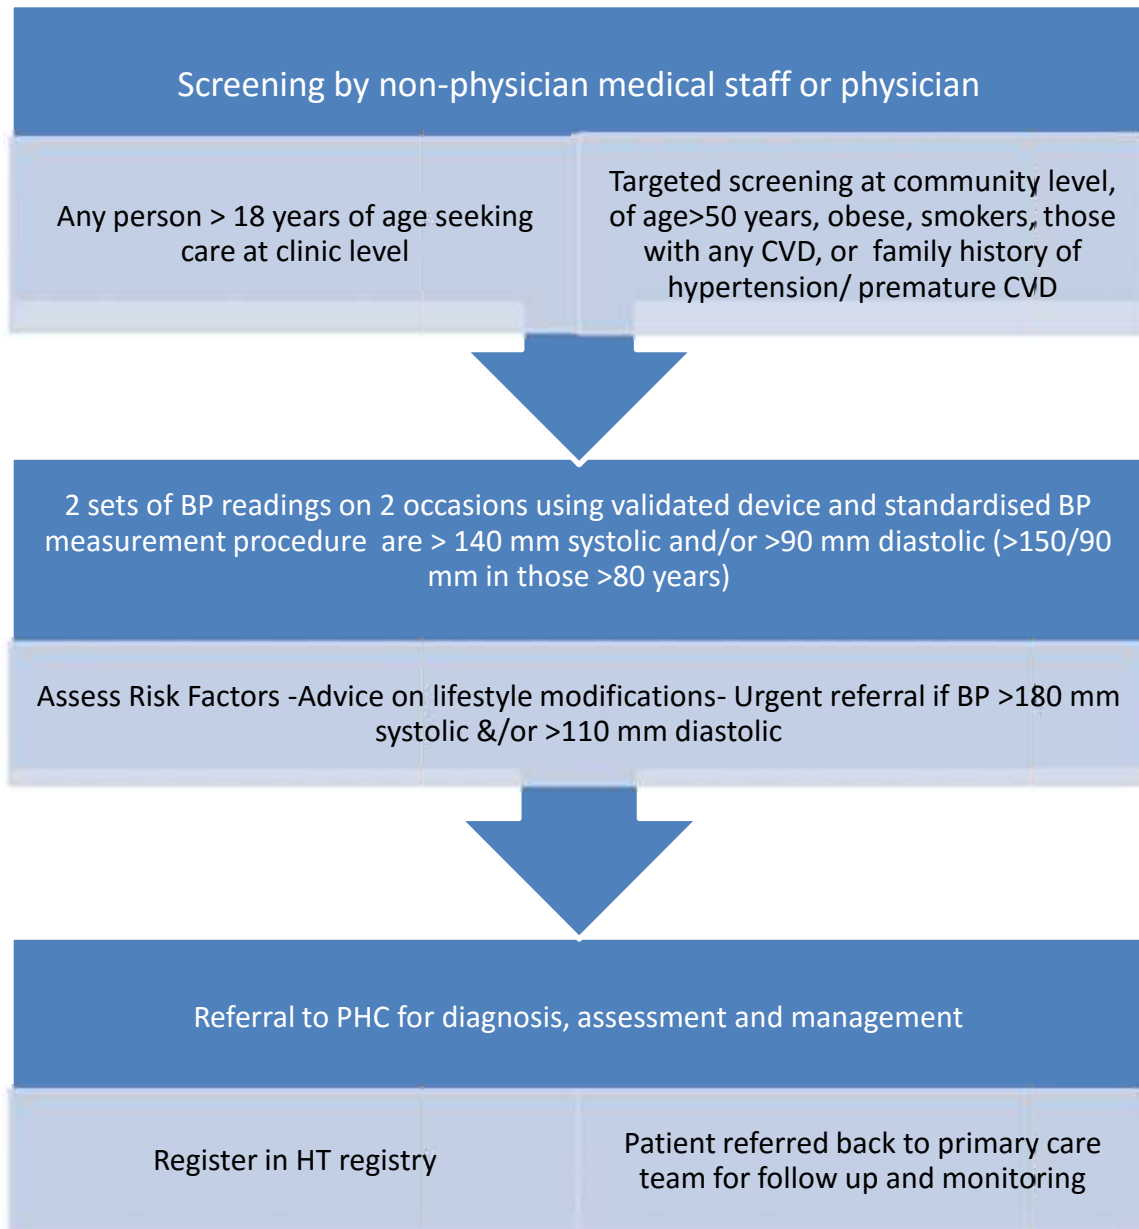 Screening by non-physician medical staff or physician
Any person > 18 years of age seeking
care at clinic level
Targeted screening at community level,
of age>50 years, obese, smokers, those
with any CVD, or family history of
hypertension/ premature CVD
2 sets of BP readings on 2 occasions using validated device and standardised BP
measurement procedure are > 140 mm systolic and/or >90 mm diastolic (>150/90
mm in those >80 years)
Assess Risk Factors -Advice on lifestyle modifications- Urgent referral if BP >180 mm
systolic &/or >110 mm diastolic
Referral to PHC for diagnosis, assessment and management
Register in HT registry
Patient referred back to primary care
team for follow up and monitoring